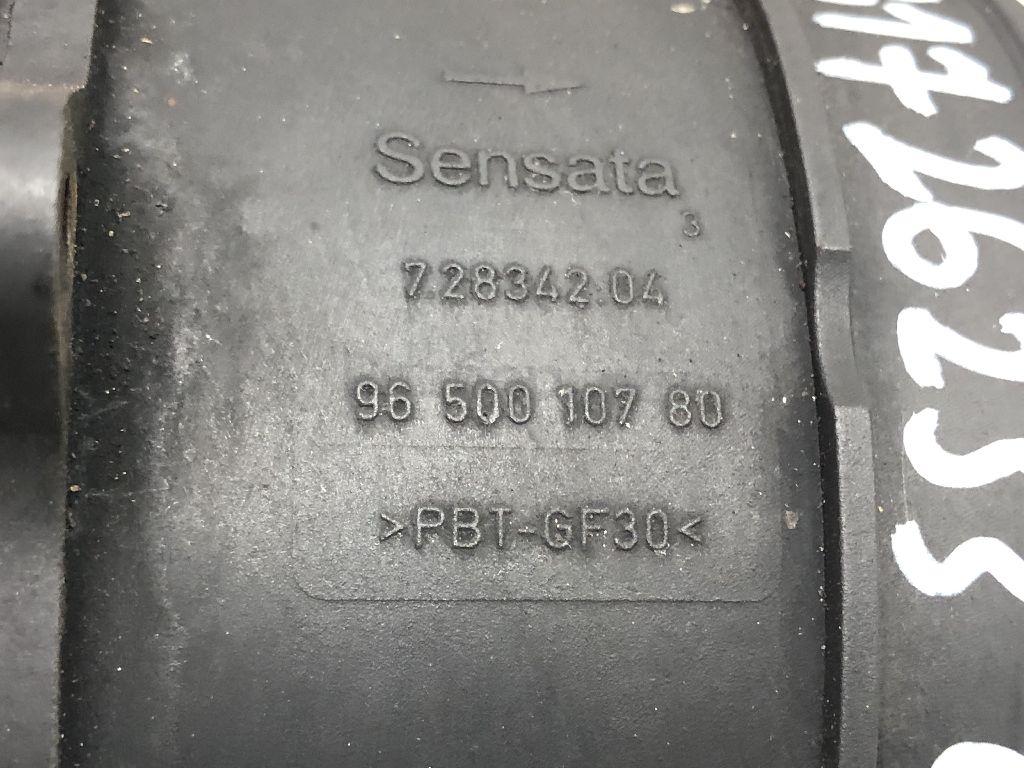 Sensata
3
7.28342.04
96 500 107 80
>PBT-GF30<